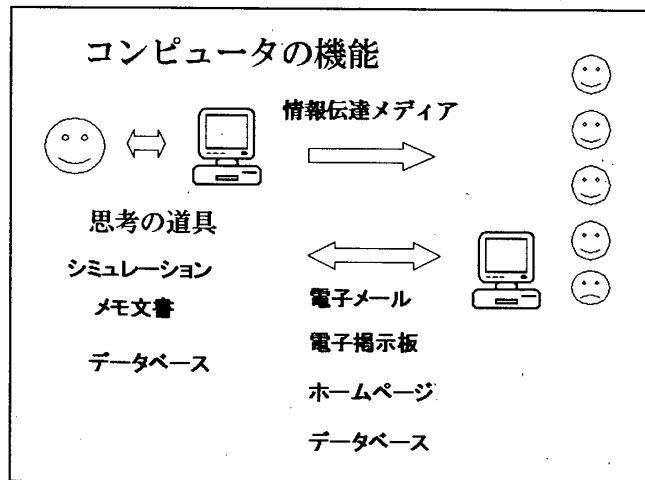 コンピュータの機能
情報伝達メディア
思考の道具
シミュレーション
メモ文書
データベース
電子メール
電子掲示板
ホームページ
データベース